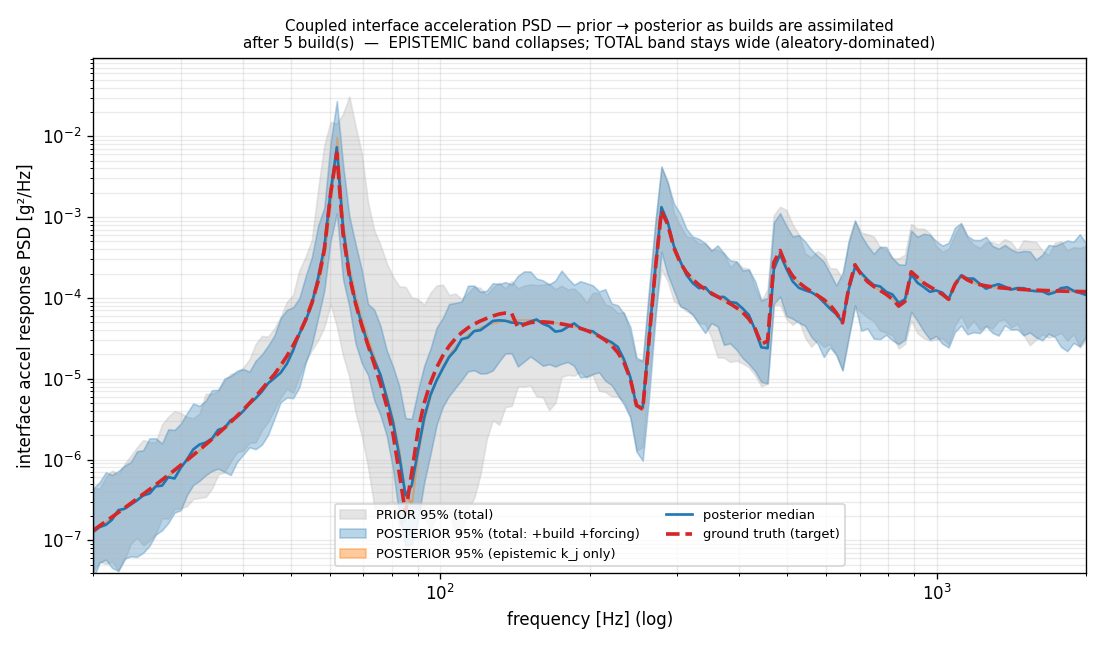 Coupled interface acceleration PSD — prior → posterior as builds are assimilated
after 5 build(s)  —  EPISTEMIC band collapses; TOTAL band stays wide (aleatory-dominated)
interface accel response PSD [g²/Hz]
10⁻²
10⁻³
10⁻⁴
10⁻⁵
10⁻⁶
10⁻⁷
PRIOR 95% (total)
POSTERIOR 95% (total: +build +forcing)
POSTERIOR 95% (epistemic k_j only)
posterior median
ground truth (target)
10²
10³
frequency [Hz] (log)